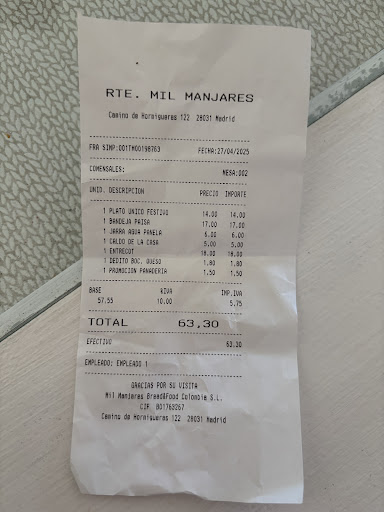 RTE. MIL MANJARES
Camino de Hormigueras 122 28031 Madrid
FRA SIMP:001TM00198763 FECHA:27/04/2025
COMENSALES: MESA:002
UNID. DESCRIPCION PRECIO IMPORTE
1 PLATO UNICO FESTIVO 14.00 14.00
1 BANDEJA PAISA 17.00 17.00
1 JARRA AGUA PANELA 6.00 6.00
1 CALDO DE LA CASA 5.00 5.00
1 ENTRECOT 18.00 18.00
1 DEDITO BOC. QUESO 1.80 1.80
1 PROMOCION PANADERIA 1.50 1.50
BASE %IVA IMP.IVA
57.55 10.00 5.75
TOTAL 63,30
EFECTIVO 63.30
EMPLEADO: EMPLEADO 1
GRACIAS POR SU VISITA
Mil Manjares Bread&Food Colombia S.L.
CIF B01763267
Camino de Hormigueras 122 28031 Madrid